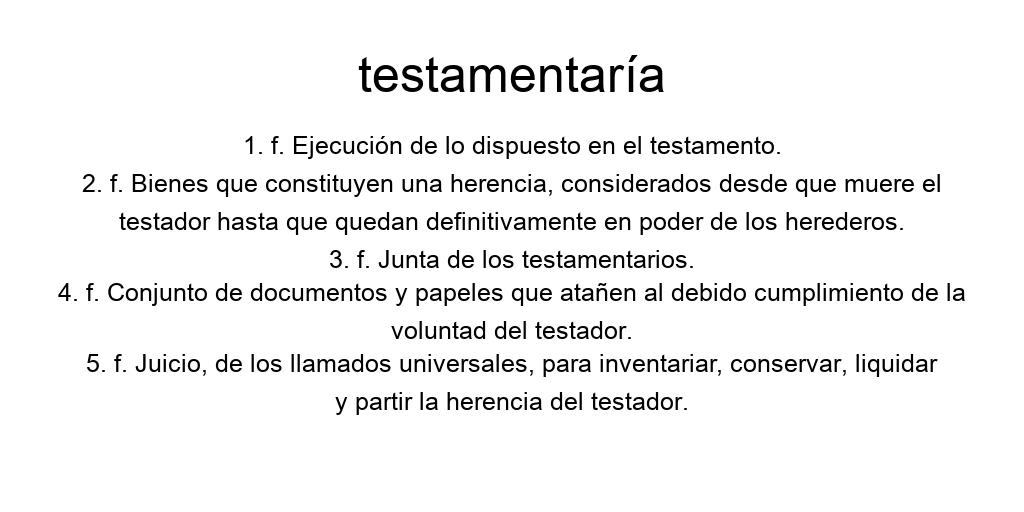 testamentaría
1. f. Ejecución de lo dispuesto en el testamento.
2. f. Bienes que constituyen una herencia, considerados desde que muere el
testador hasta que quedan definitivamente en poder de los herederos.
3. f. Junta de los testamentarios.
4. f. Conjunto de documentos y papeles que atañen al debido cumplimiento de la
voluntad del testador.
5. f. Juicio, de los llamados universales, para inventariar, conservar, liquidar
y partir la herencia del testador.